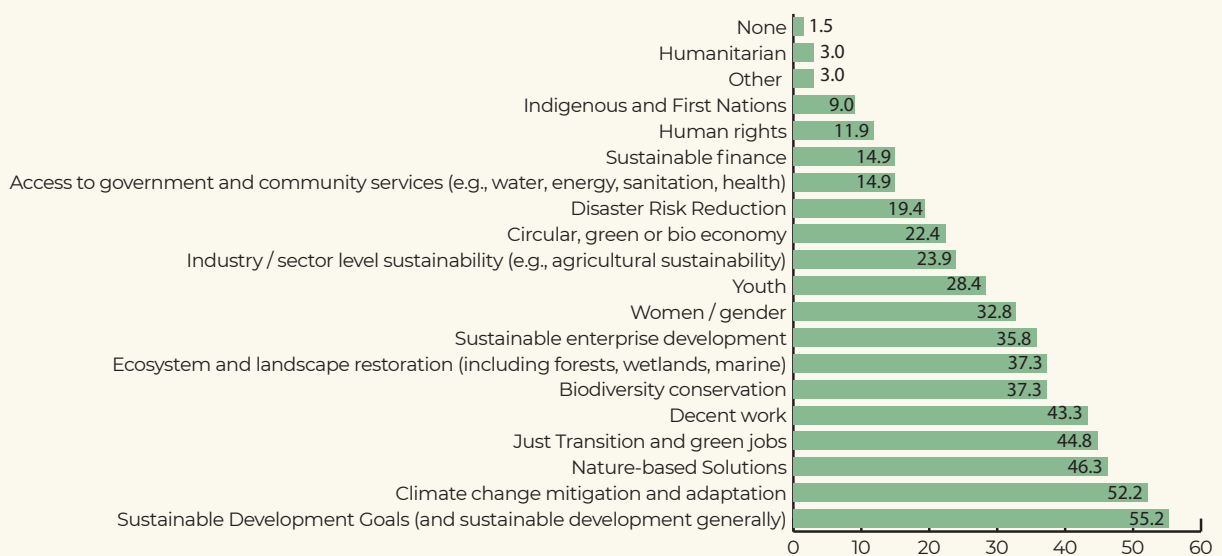 None 1.5
Humanitarian 3.0
Other 3.0
Indigenous and First Nations 9.0
Human rights 11.9
Sustainable finance 14.9
Access to government and community services (e.g., water, energy, sanitation, health) 14.9
Disaster Risk Reduction 19.4
Circular, green or bio economy 22.4
Industry / sector level sustainability (e.g., agricultural sustainability) 23.9
Youth 28.4
Women / gender 32.8
Sustainable enterprise development 35.8
Ecosystem and landscape restoration (including forests, wetlands, marine) 37.3
Biodiversity conservation 37.3
Decent work 43.3
Just Transition and green jobs 44.8
Nature-based Solutions 46.3
Climate change mitigation and adaptation 52.2
Sustainable Development Goals (and sustainable development generally) 55.2
0 10 20 30 40 50 60